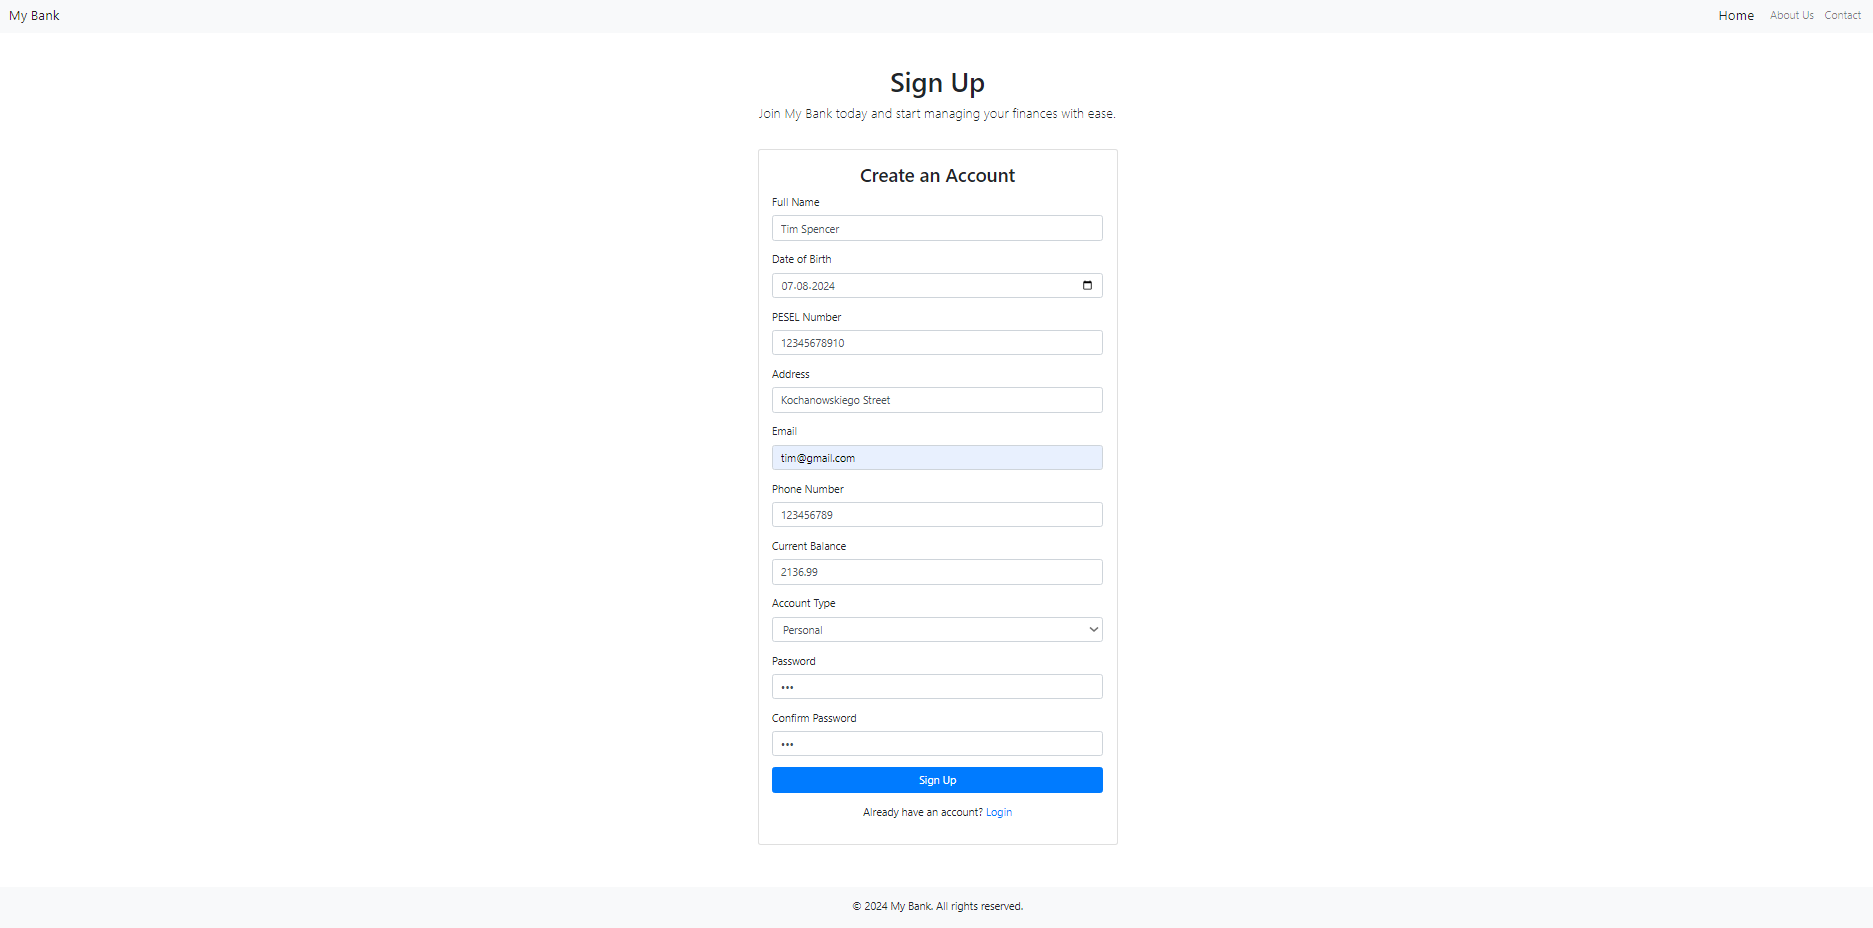 My Bank
Home About Us Contact
Sign Up
Join My Bank today and start managing your finances with ease.
Create an Account
Full Name
Tim Spencer
Date of Birth
07-08-2024
PESEL Number
12345678910
Address
Kochanowskiego Street
Email
tim@gmail.com
Phone Number
123456789
Current Balance
2136.99
Account Type
Personal
Password
•••
Confirm Password
•••
Sign Up
Already have an account? Login
© 2024 My Bank. All rights reserved.